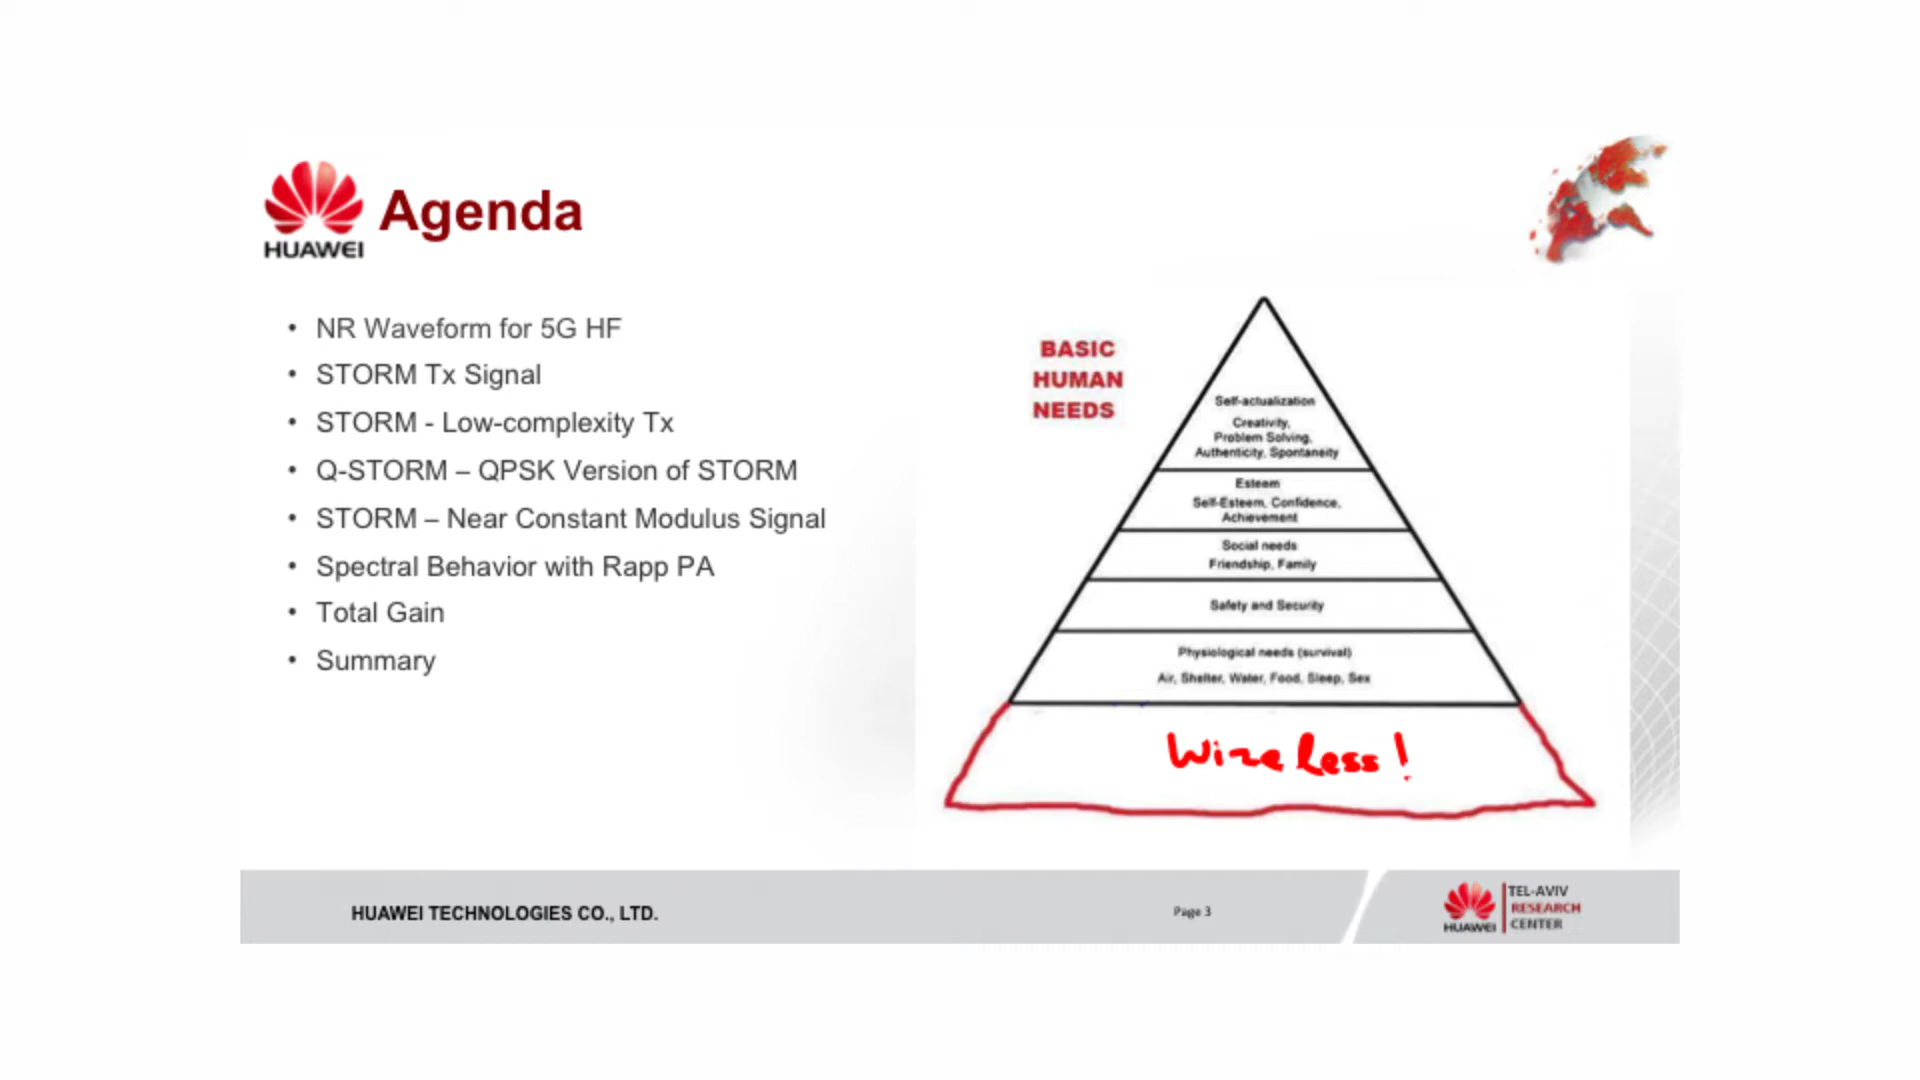 HUAWEI
Agenda
• NR Waveform for 5G HF
• STORM Tx Signal
• STORM - Low-complexity Tx
• Q-STORM – QPSK Version of STORM
• STORM – Near Constant Modulus Signal
• Spectral Behavior with Rapp PA
• Total Gain
• Summary
BASIC
HUMAN
NEEDS
Self-actualization
Creativity,
Problem Solving,
Authenticity, Spontaneity
Esteem
Self-Esteem, Confidence,
Achievement
Social needs
Friendship, Family
Safety and Security
Physiological needs (survival)
Air, Shelter, Water, Food, Sleep, Sex
Wireless!
HUAWEI TECHNOLOGIES CO., LTD.
Page 3
HUAWEI
TEL-AVIV
RESEARCH
CENTER